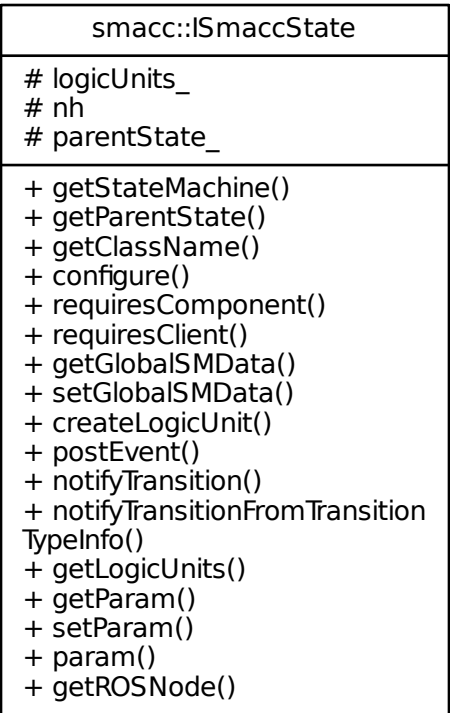 smacc::ISmaccState
# logicUnits_
# nh
# parentState_
+ getStateMachine()
+ getParentState()
+ getClassName()
+ configure()
+ requiresComponent()
+ requiresClient()
+ getGlobalSMData()
+ setGlobalSMData()
+ createLogicUnit()
+ postEvent()
+ notifyTransition()
+ notifyTransitionFromTransition
TypeInfo()
+ getLogicUnits()
+ getParam()
+ setParam()
+ param()
+ getROSNode()